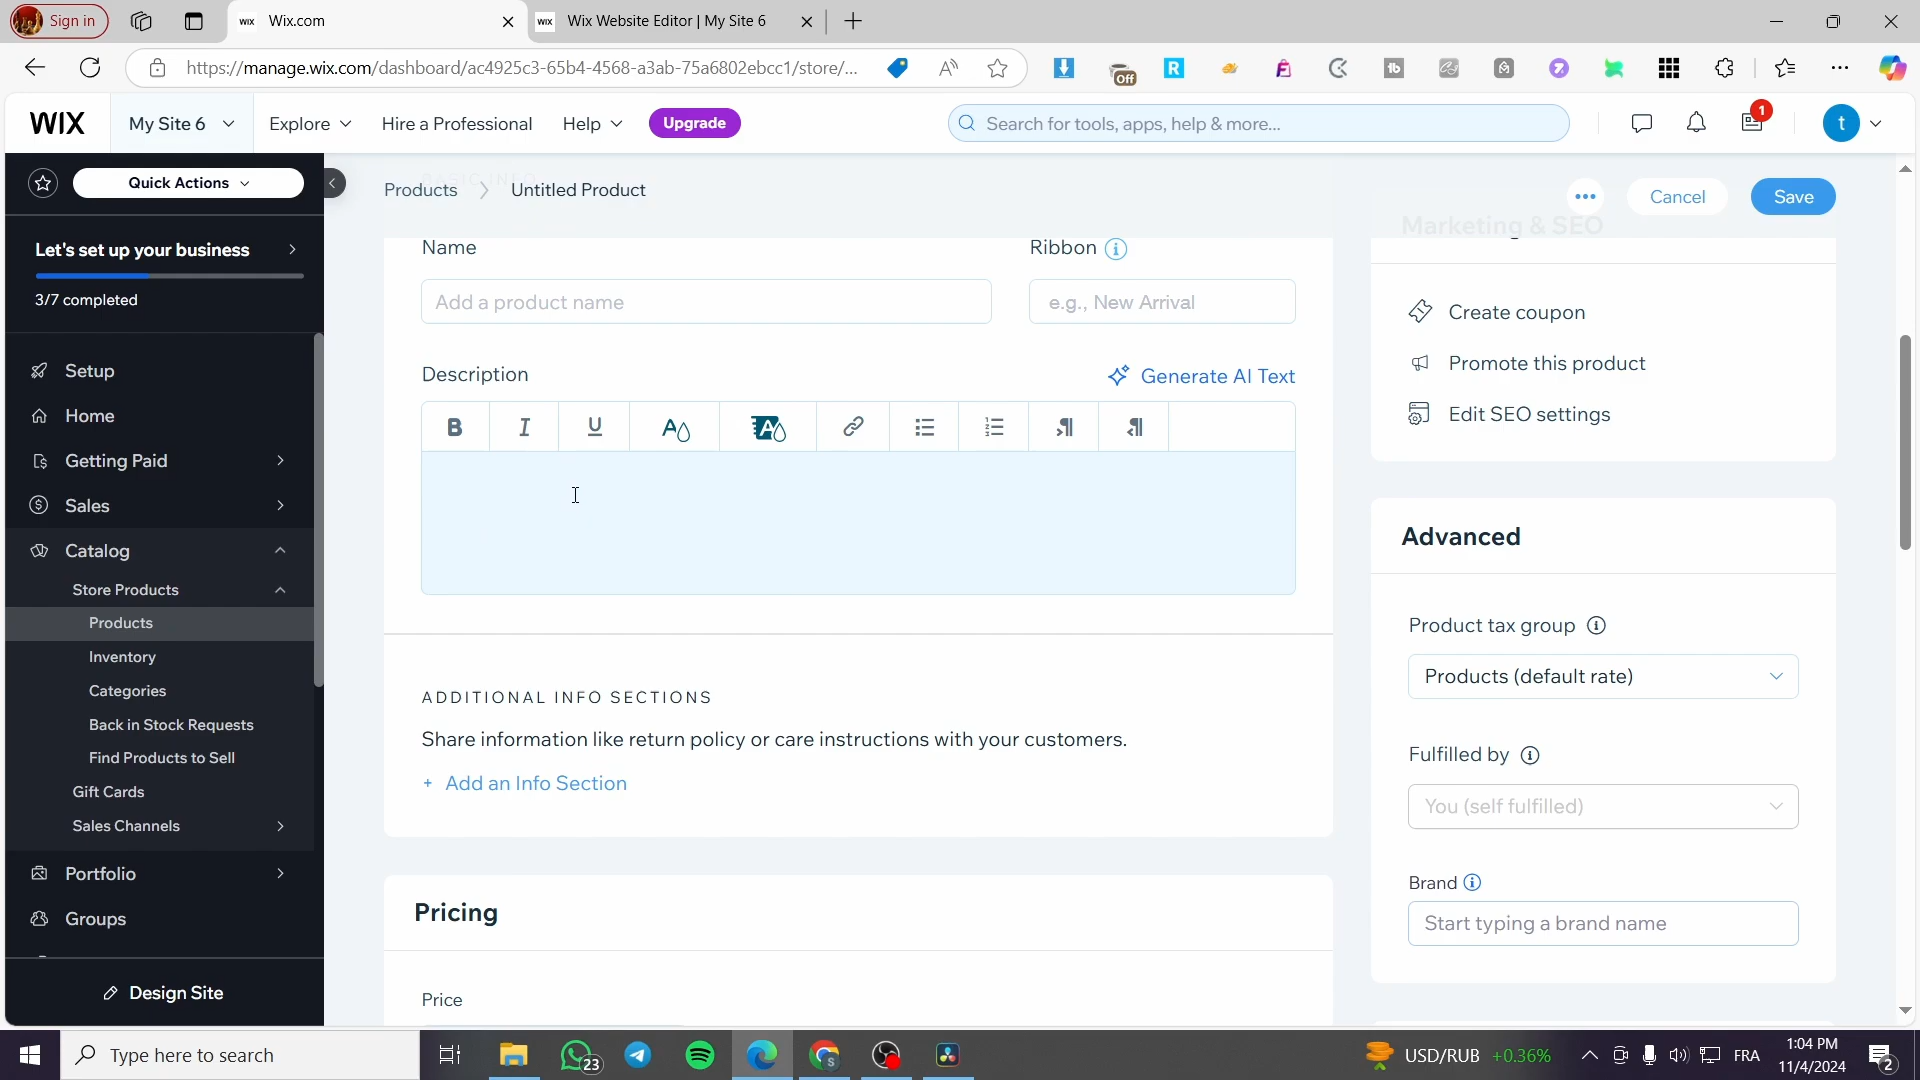 Sign in
Wix.com
Wix Website Editor | My Site 6
https://manage.wix.com/dashboard/ac4925c3-65b4-4568-a3ab-75a6802ebcc1/store/...
Off
WIX
My Site 6
Explore
Hire a Professional
Help
Upgrade
Search for tools, apps, help & more...
1
t
Quick Actions
Let's set up your business
3/7 completed
Setup
Home
Getting Paid
Sales
Catalog
Store Products
Products
Inventory
Categories
Back in Stock Requests
Find Products to Sell
Gift Cards
Sales Channels
Portfolio
Groups
Design Site
BASIC INFO
Products > Untitled Product
Cancel
Save
Name
Add a product name
Ribbon
e.g., New Arrival
Description
Generate AI Text
ADDITIONAL INFO SECTIONS
Share information like return policy or care instructions with your customers.
+ Add an Info Section
Pricing
Price
Marketing & SEO
Create coupon
Promote this product
Edit SEO settings
Advanced
Product tax group
Products (default rate)
Fulfilled by
You (self fulfilled)
Brand
Start typing a brand name
Type here to search
23
USD/RUB +0.36%
FRA
1:04 PM
11/4/2024
2